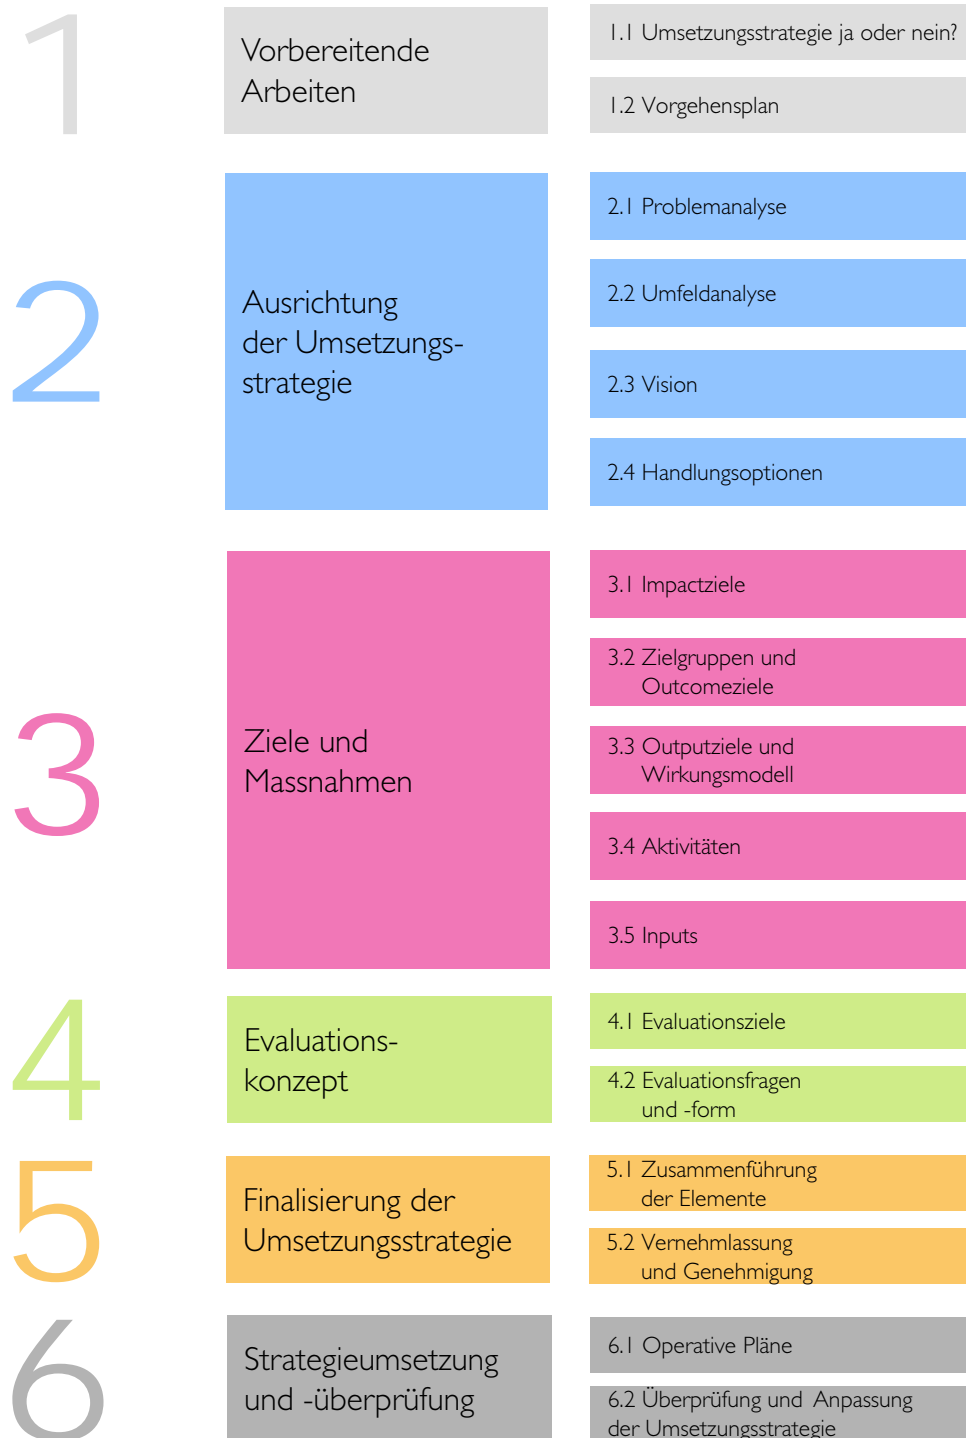 1
Vorbereitende
Arbeiten
1.1 Umsetzungsstrategie ja oder nein?
1.2 Vorgehensplan
2
Ausrichtung
der Umsetzungs-
strategie
2.1 Problemanalyse
2.2 Umfeldanalyse
2.3 Vision
2.4 Handlungsoptionen
3
Ziele und
Massnahmen
3.1 Impactziele
3.2 Zielgruppen und
Outcomeziele
3.3 Outputziele und
Wirkungsmodell
3.4 Aktivitäten
3.5 Inputs
4
Evaluations-
konzept
4.1 Evaluationsziele
4.2 Evaluationsfragen
und -form
5
Finalisierung der
Umsetzungsstrategie
5.1 Zusammenführung
der Elemente
5.2 Vernehmlassung
und Genehmigung
6
Strategieumsetzung
und -überprüfung
6.1 Operative Pläne
6.2 Überprüfung und Anpassung
der Umsetzungsstrategie